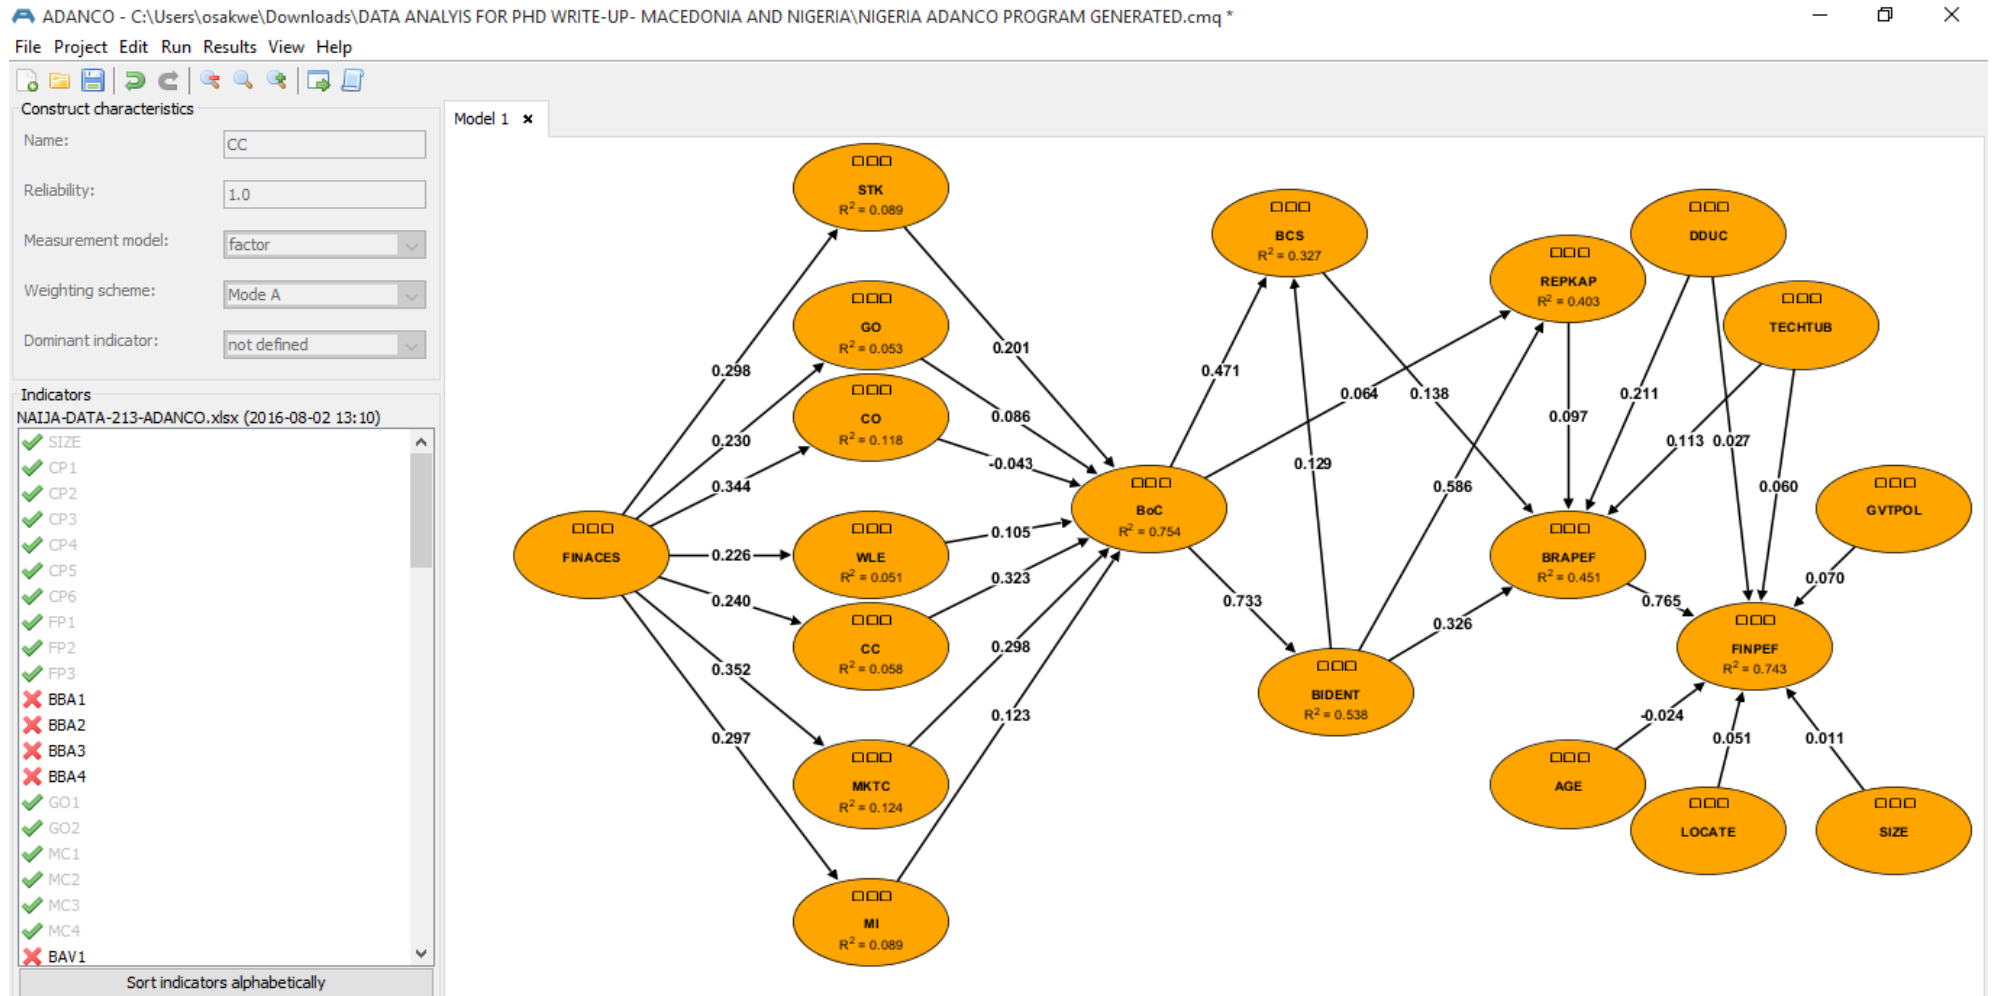 ADANCO - C:\Users\osakwe\Downloads\DATA ANALYIS FOR PHD WRITE-UP- MACEDONIA AND NIGERIA\NIGERIA ADANCO PROGRAM GENERATED.cmq *
File Project Edit Run Results View Help
Construct characteristics
Name: CC
Reliability: 1.0
Measurement model: factor
Weighting scheme: Mode A
Dominant indicator: not defined
Indicators
NAIJA-DATA-213-ADANCO.xlsx (2016-08-02 13:10)
SIZE
CP1
CP2
CP3
CP4
CP5
CP6
FP1
FP2
FP3
BBA1
BBA2
BBA3
BBA4
GO1
GO2
MC1
MC2
MC3
MC4
BAV1
Sort indicators alphabetically
Model 1
FINACES
0.298
0.230
0.344
0.226
0.240
0.352
0.297
STK
R² = 0.089
GO
R² = 0.053
CO
R² = 0.118
WLE
R² = 0.051
CC
R² = 0.058
MKTC
R² = 0.124
MI
R² = 0.089
0.201
0.086
-0.043
0.105
0.323
0.298
0.123
BoC
R² = 0.754
0.471
0.064
0.733
BCS
R² = 0.327
0.138
0.129
0.586
0.326
BIDENT
R² = 0.538
REPKAP
R² = 0.403
0.097
DDUC
0.211
0.027
TECHTUB
0.113
0.060
GVTPOL
0.070
BRAPEF
R² = 0.451
0.765
FINPEF
R² = 0.743
-0.024
0.051
0.011
AGE
LOCATE
SIZE